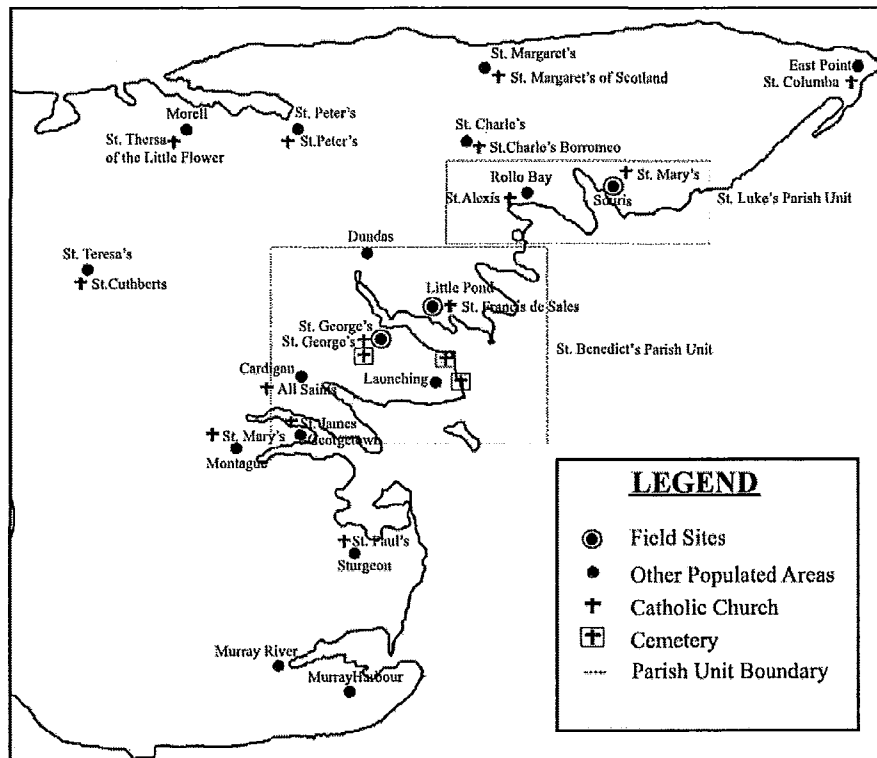 St. Margaret's
St. Margaret's of Scotland
East Point
St. Columba
Morell
St. Thersa
of the Little Flower
St. Peter's
St.Peter's
St. Charle's
St.Charle's Borromeo
Rollo Bay
St.Alexis
St. Mary's
Souris
St. Luke's Parish Unit
Dundas
St. Teresa's
St.Cuthberts
Little Pond
St. Francis de Sales
St. George's
St. George's
St. Benedict's Parish Unit
Cardigan
All Saints
Launching
St.James
Georgetown
St. Mary's
Montague
St. Paul's
Sturgeon
Murray River
MurrayHarbour
LEGEND
Field Sites
Other Populated Areas
Catholic Church
Cemetery
Parish Unit Boundary